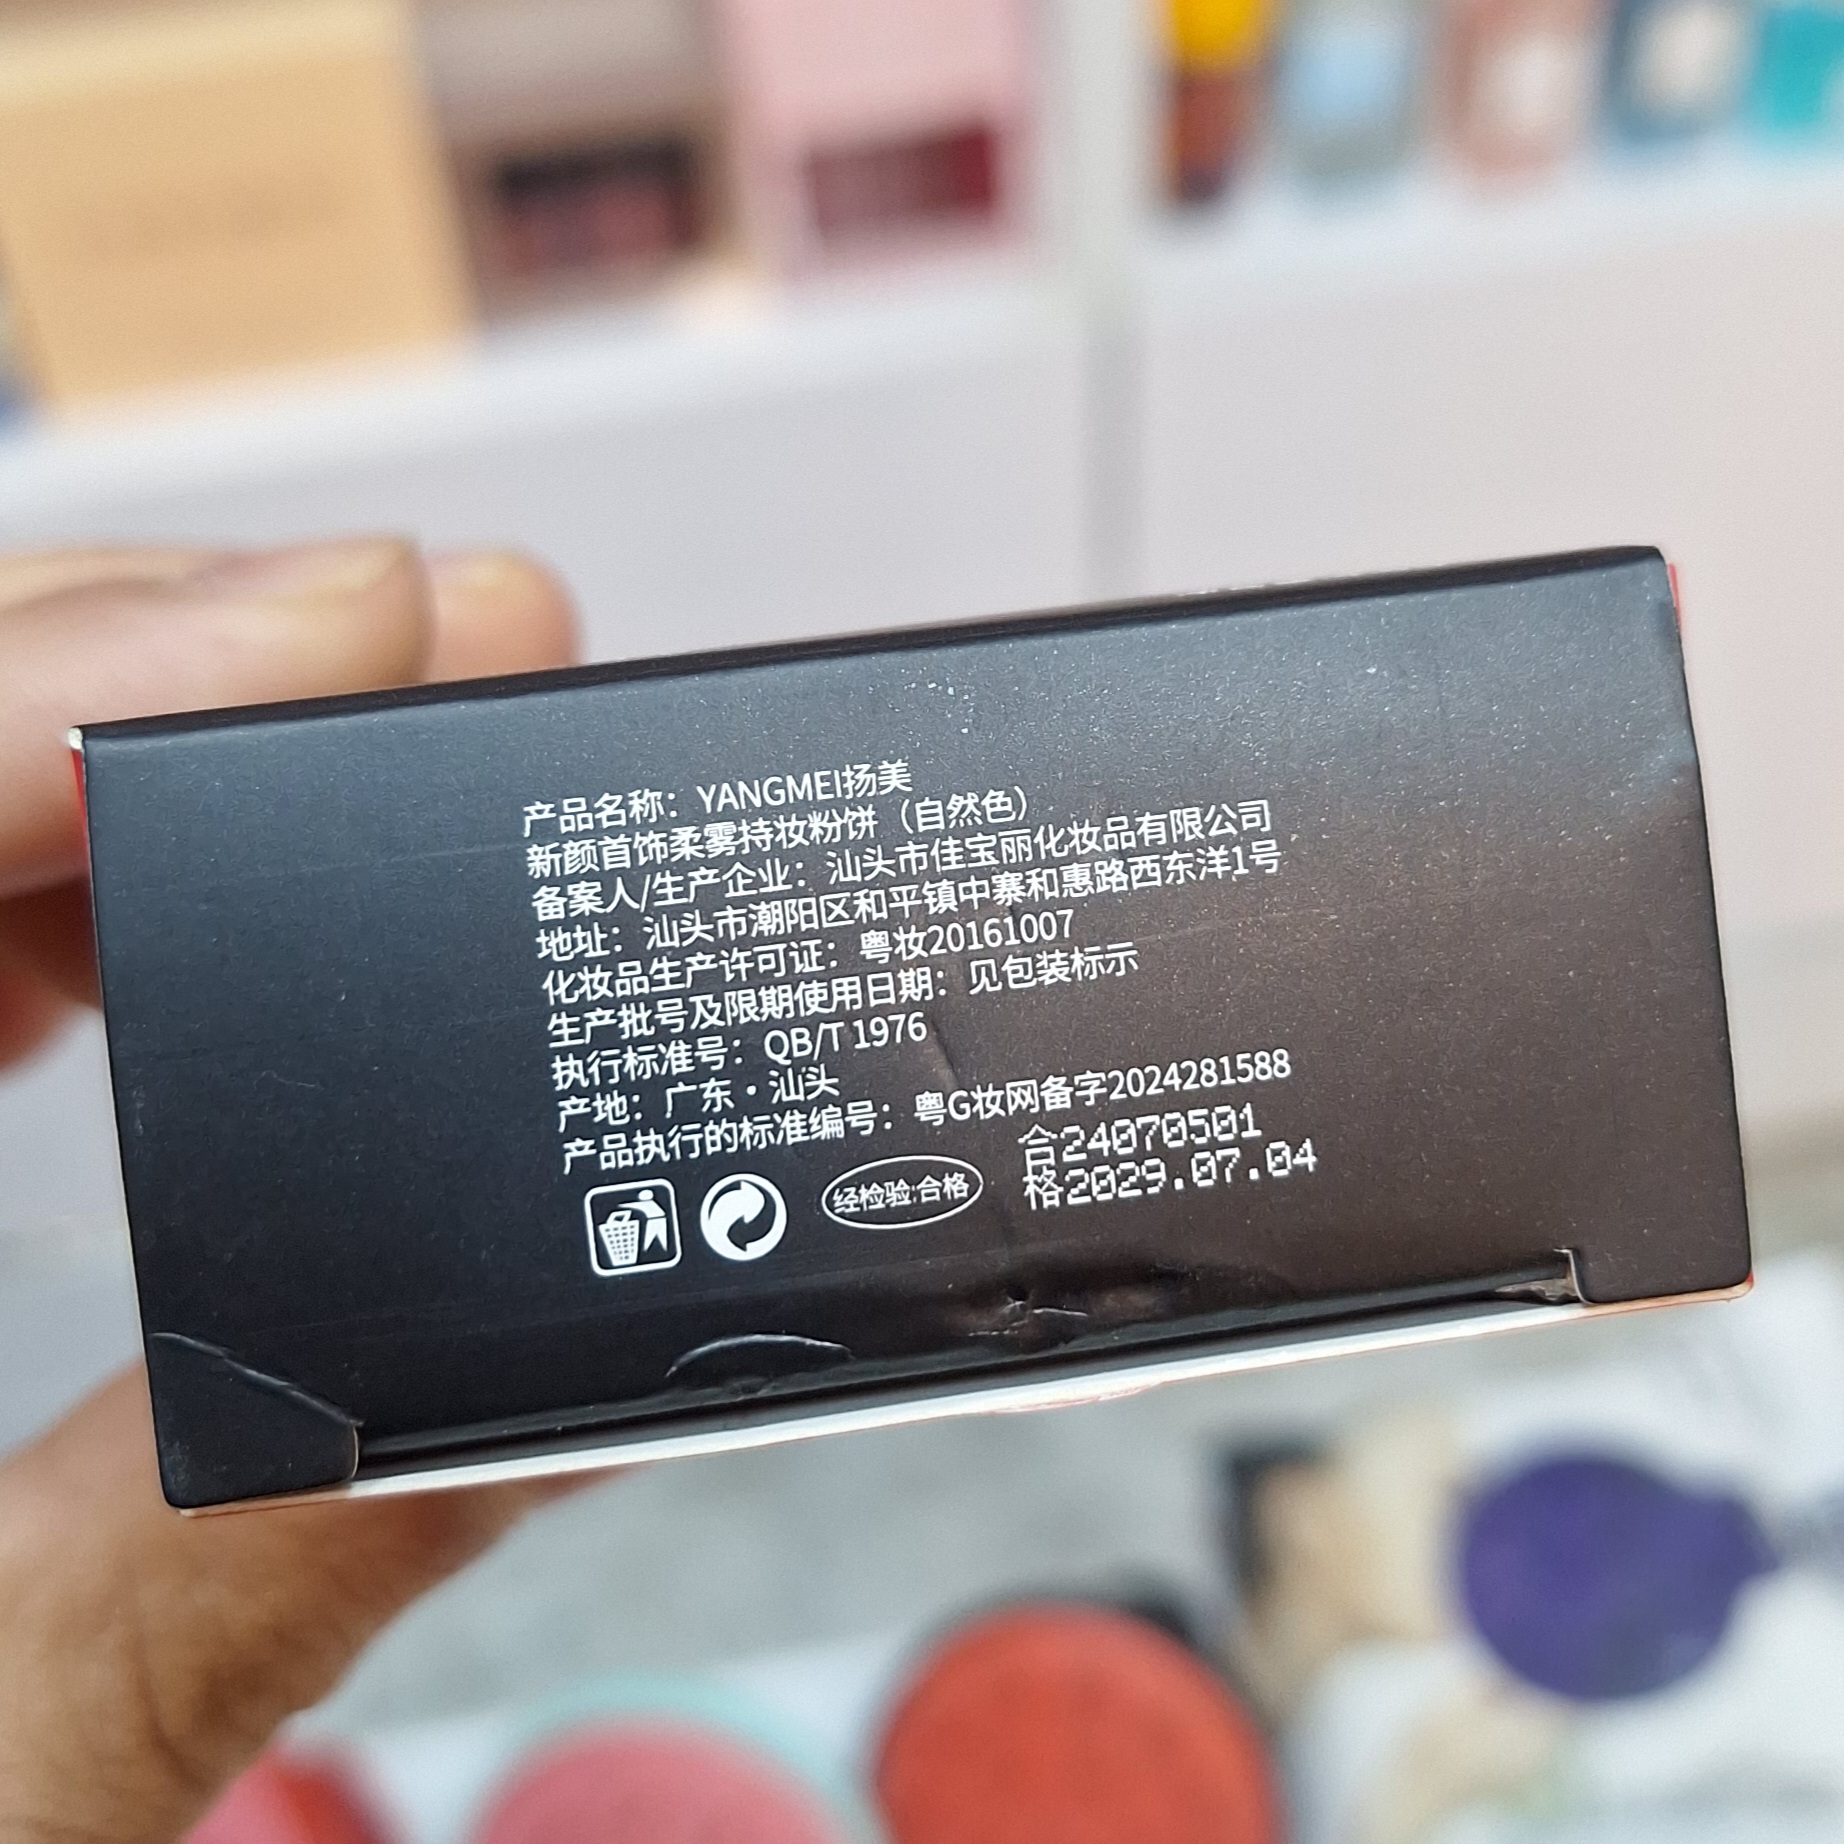 产品名称：YANGMEI扬美
新颜首饰柔雾持妆粉饼（自然色）
备案人/生产企业：汕头市佳宝丽化妆品有限公司
地址：汕头市潮阳区和平镇中寨和惠路西东洋1号
化妆品生产许可证：粤妆20161007
生产批号及限期使用日期：见包装标示
执行标准号：QB/T 1976
产地：广东·汕头
产品执行的标准编号：粤G妆网备字2024281588
经检验:合格
合24070501
格2029.07.04